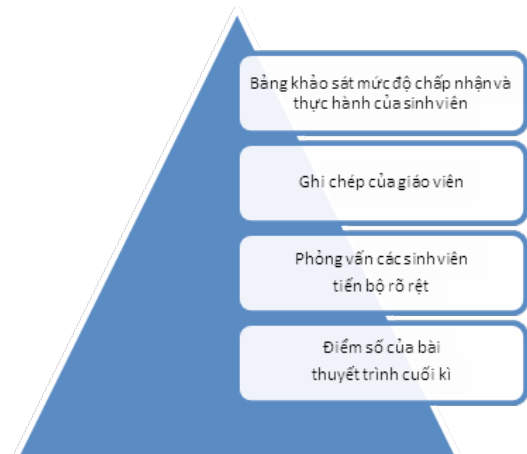 Bảng khảo sát mức độ chấp nhận và
thực hành của sinh viên
Ghi chép của giáo viên
Phỏng vấn các sinh viên
tiến bộ rõ rệt
Điểm số của bài
thuyết trình cuối kì